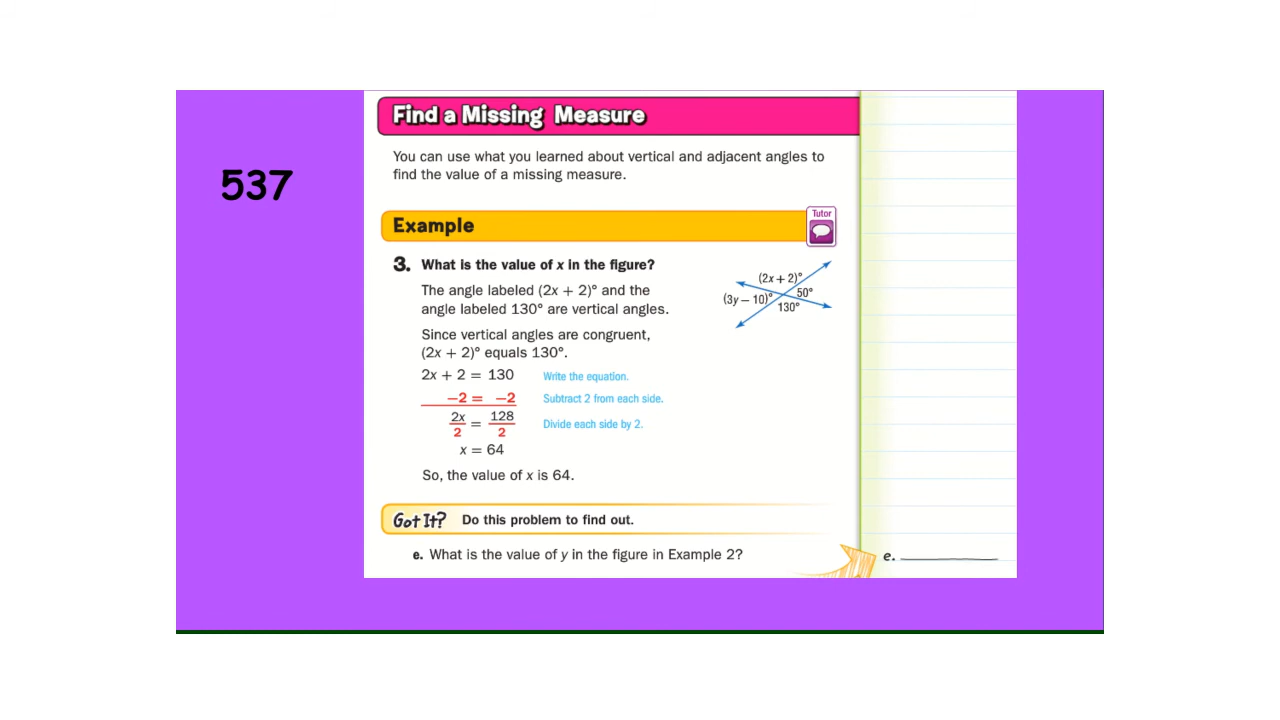 Find a Missing Measure
You can use what you learned about vertical and adjacent angles to
find the value of a missing measure.
537
Example
Tutor
3. What is the value of x in the figure?
The angle labeled (2x + 2)° and the
angle labeled 130° are vertical angles.
Since vertical angles are congruent,
(2x + 2)° equals 130°.
(2x + 2)°
50°
(3y – 10)°
130°
2x + 2 = 130 Write the equation.
–2 = –2 Subtract 2 from each side.
2x/2 = 128/2 Divide each side by 2.
x = 64
So, the value of x is 64.
Got It? Do this problem to find out.
e. What is the value of y in the figure in Example 2?
e. ____________